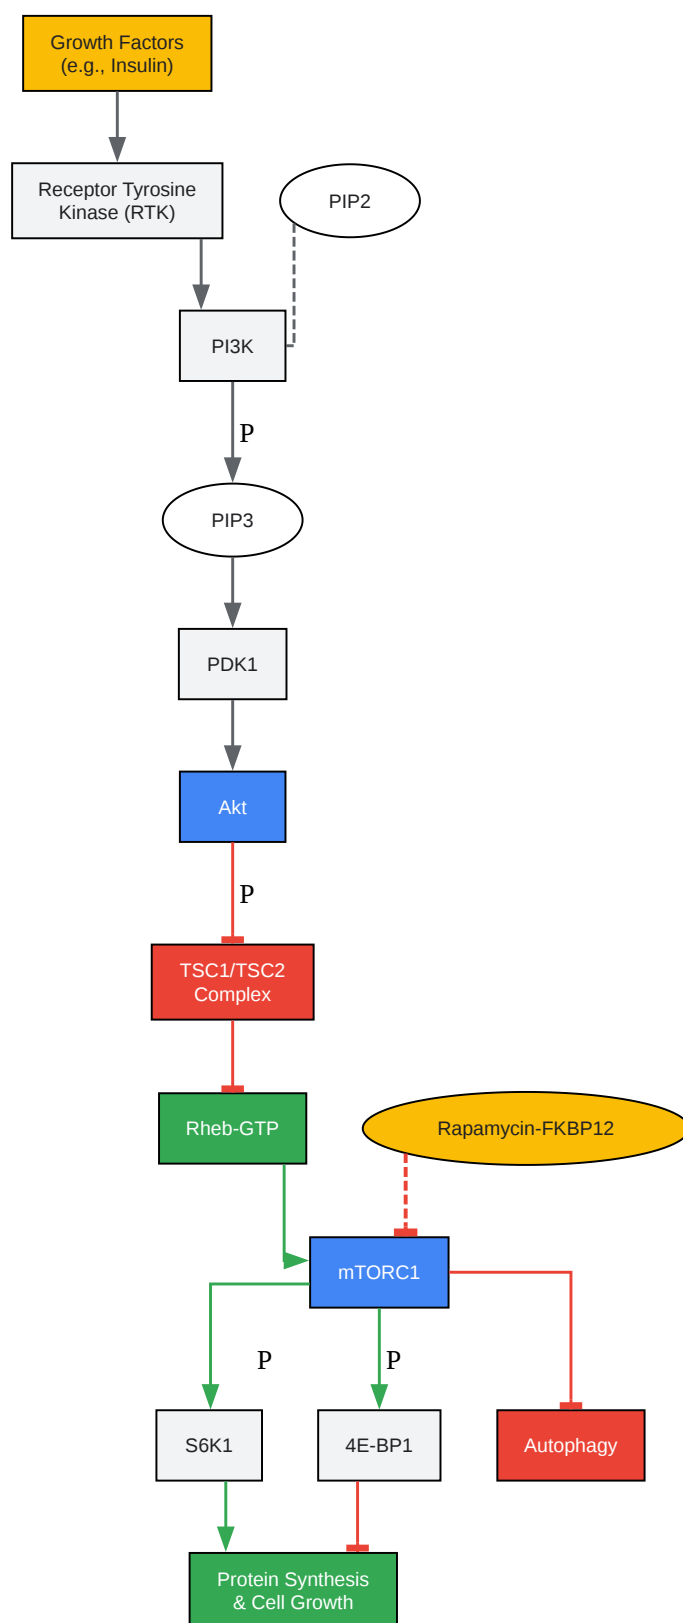 Growth Factors
(e.g., Insulin)
Receptor Tyrosine
Kinase (RTK)
PIP2
PI3K
P
PIP3
PDK1
Akt
P
TSC1/TSC2
Complex
Rheb-GTP
Rapamycin-FKBP12
mTORC1
P
P
S6K1
4E-BP1
Autophagy
Protein Synthesis
& Cell Growth